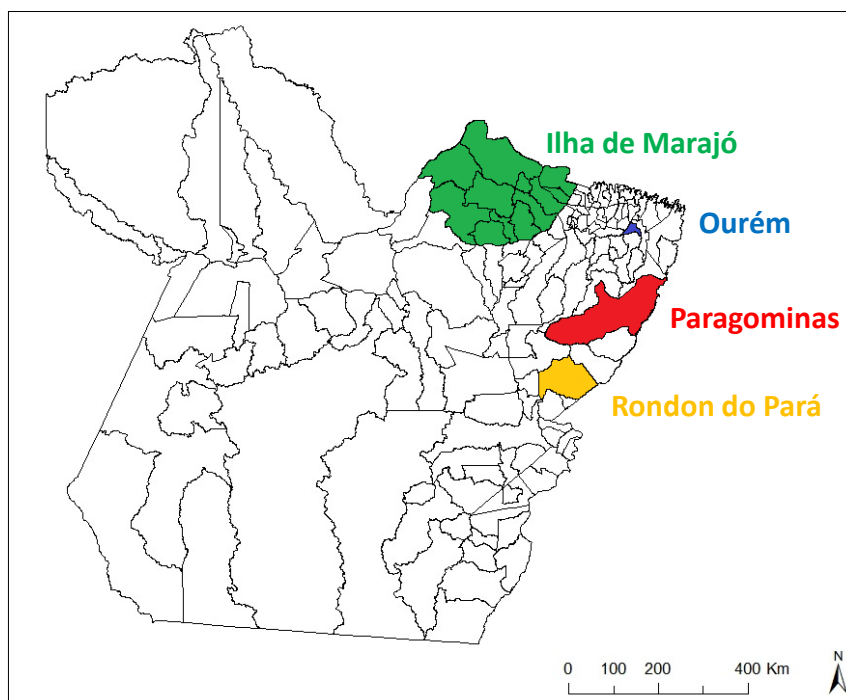 Ilha de Marajó
Ourém
Paragominas
Rondon do Pará
N
0 100 200 400 Km